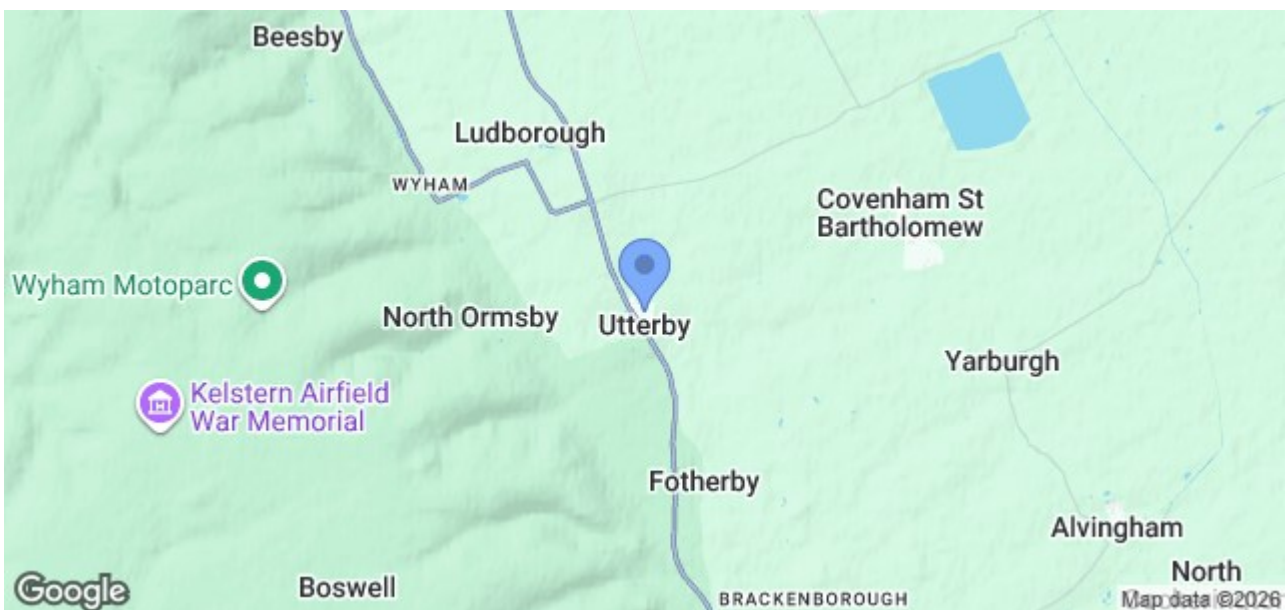 Beesby
Ludborough
WYHAM
Covenham St
Bartholomew
Wyham Motoparc
North Ormsby
Utterby
Yarburgh
Kelstern Airfield
War Memorial
Fotherby
Alvingham
North
Boswell
BRACKENBOROUGH
Google
Map data ©2026